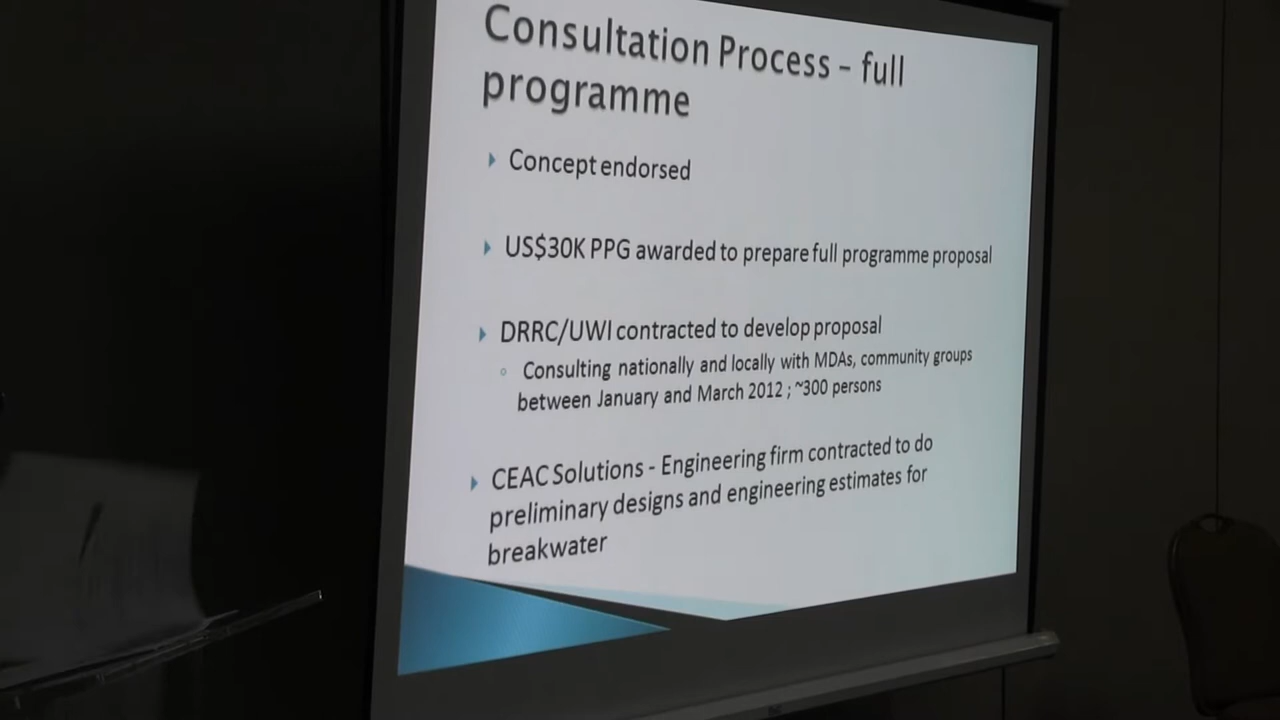 Consultation Process – full
programme
Concept endorsed
US$30K PPG awarded to prepare full programme proposal
DRRC/UWI contracted to develop proposal
Consulting nationally and locally with MDAs, community groups
between January and March 2012 ; ~300 persons
CEAC Solutions - Engineering firm contracted to do
preliminary designs and engineering estimates for
breakwater